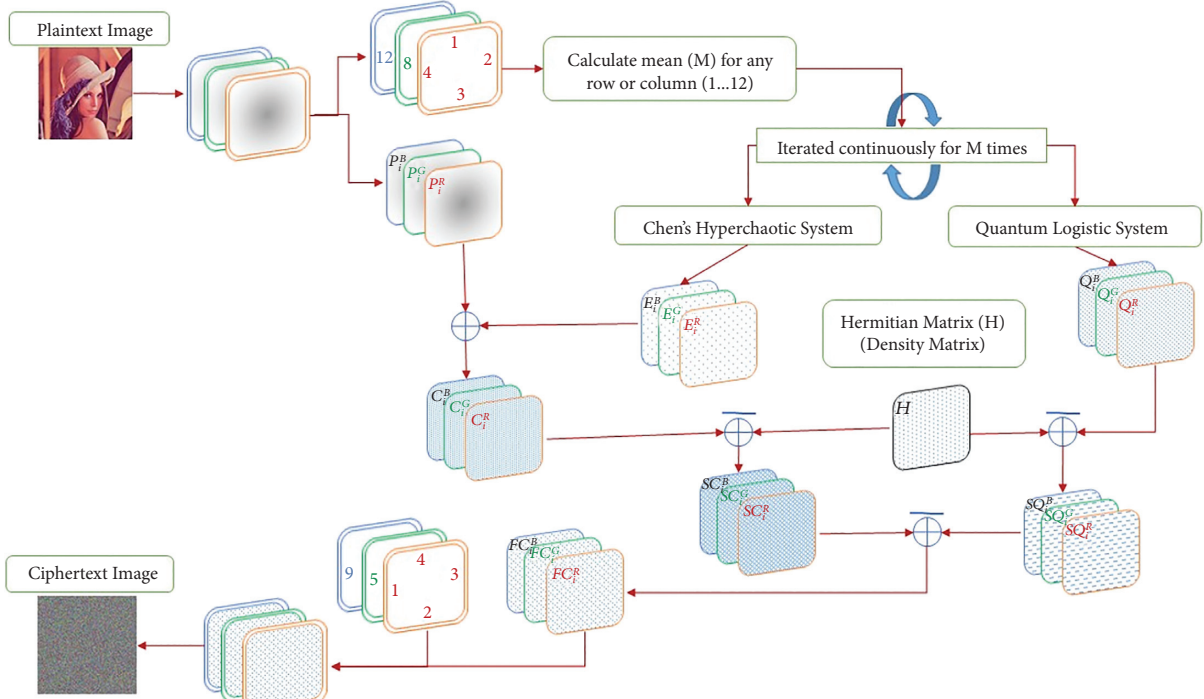 Plaintext Image
12
8
1
2
4
3
Calculate mean (M) for any
row or column (1...12)
Iterated continuously for M times
P_i^B
P_i^G
P_i^R
Chen's Hyperchaotic System
Quantum Logistic System
E_i^B
E_i^G
E_i^R
Hermitian Matrix (H)
(Density Matrix)
Q_i^B
Q_i^G
Q_i^R
C_i^B
C_i^G
C_i^R
H
SC_i^B
SC_i^G
SC_i^R
SQ_i^B
SQ_i^G
SQ_i^R
FC_i^B
FC_i^G
FC_i^R
9
5
4
3
1
2
Ciphertext Image